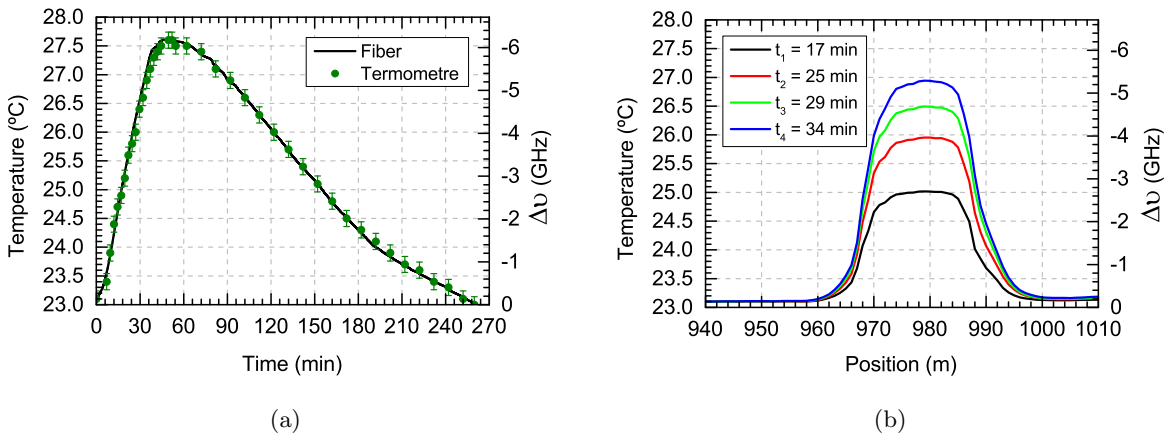 28.0
27.5
27.0
26.5
26.0
25.5
25.0
24.5
24.0
23.5
23.0
Temperature (ºC)
0 30 60 90 120 150 180 210 240 270
Time (min)
-6
-5
-4
-3
-2
-1
0
Δυ (GHz)
Fiber
Termometre
(a)
28.0
27.5
27.0
26.5
26.0
25.5
25.0
24.5
24.0
23.5
23.0
Temperature (ºC)
940 950 960 970 980 990 1000 1010
Position (m)
-6
-5
-4
-3
-2
-1
0
Δυ (GHz)
t1 = 17 min
t2 = 25 min
t3 = 29 min
t4 = 34 min
(b)